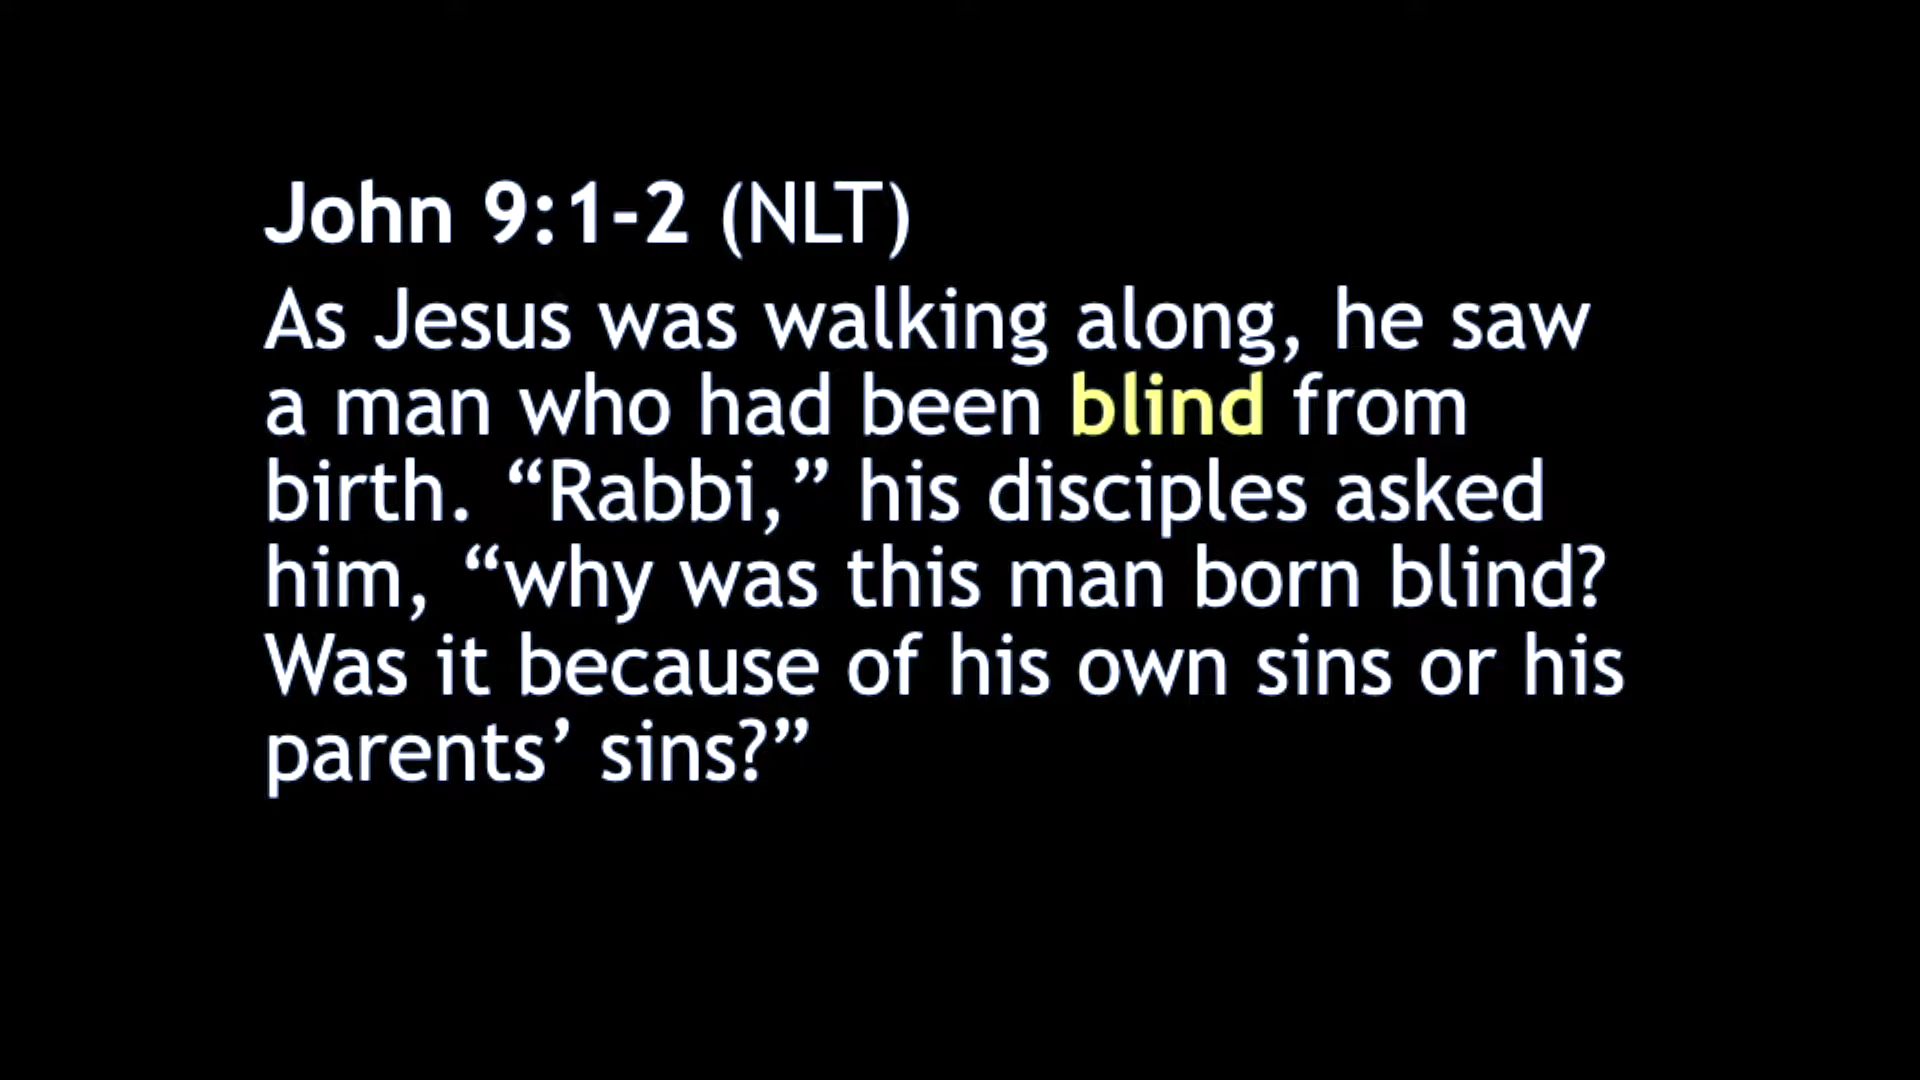 John 9:1-2 (NLT)
As Jesus was walking along, he saw
a man who had been blind from
birth. “Rabbi,” his disciples asked
him, “why was this man born blind?
Was it because of his own sins or his
parents’ sins?”